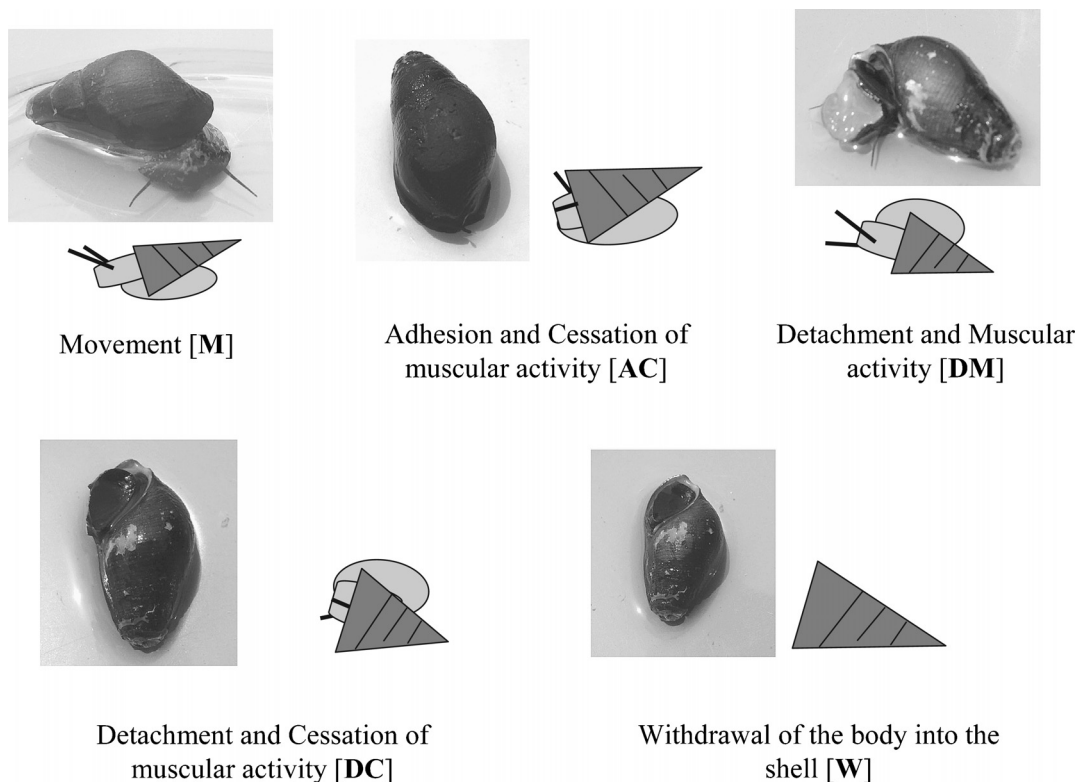 Movement [M]
Adhesion and Cessation of
muscular activity [AC]
Detachment and Muscular
activity [DM]
Detachment and Cessation of
muscular activity [DC]
Withdrawal of the body into the
shell [W]